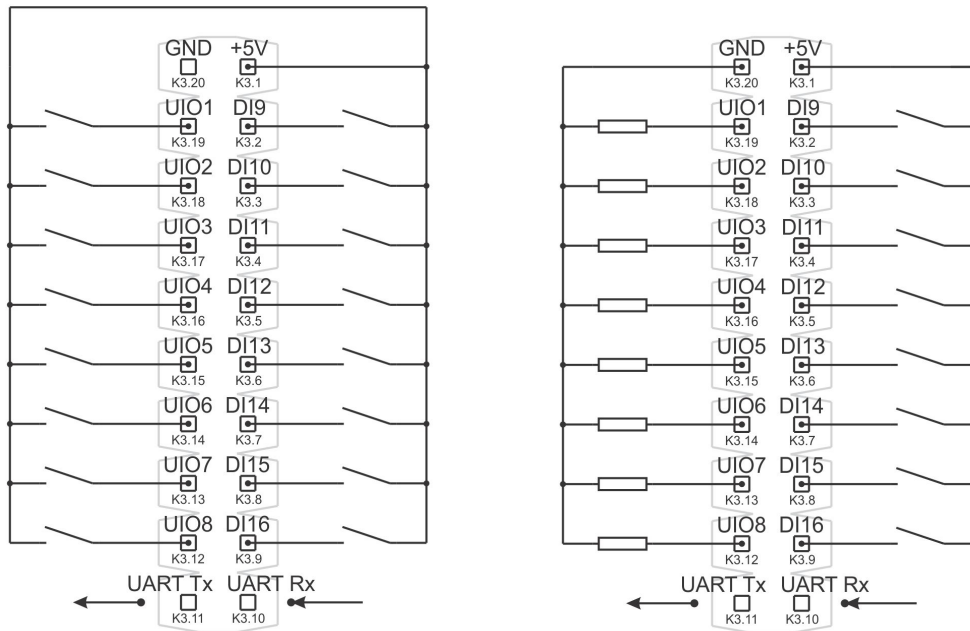 GND +5V
K3.20 K3.1
UIO1 DI9
K3.19 K3.2
UIO2 DI10
K3.18 K3.3
UIO3 DI11
K3.17 K3.4
UIO4 DI12
K3.16 K3.5
UIO5 DI13
K3.15 K3.6
UIO6 DI14
K3.14 K3.7
UIO7 DI15
K3.13 K3.8
UIO8 DI16
K3.12 K3.9
UART Tx UART Rx
K3.11 K3.10
GND +5V
K3.20 K3.1
UIO1 DI9
K3.19 K3.2
UIO2 DI10
K3.18 K3.3
UIO3 DI11
K3.17 K3.4
UIO4 DI12
K3.16 K3.5
UIO5 DI13
K3.15 K3.6
UIO6 DI14
K3.14 K3.7
UIO7 DI15
K3.13 K3.8
UIO8 DI16
K3.12 K3.9
UART Tx UART Rx
K3.11 K3.10